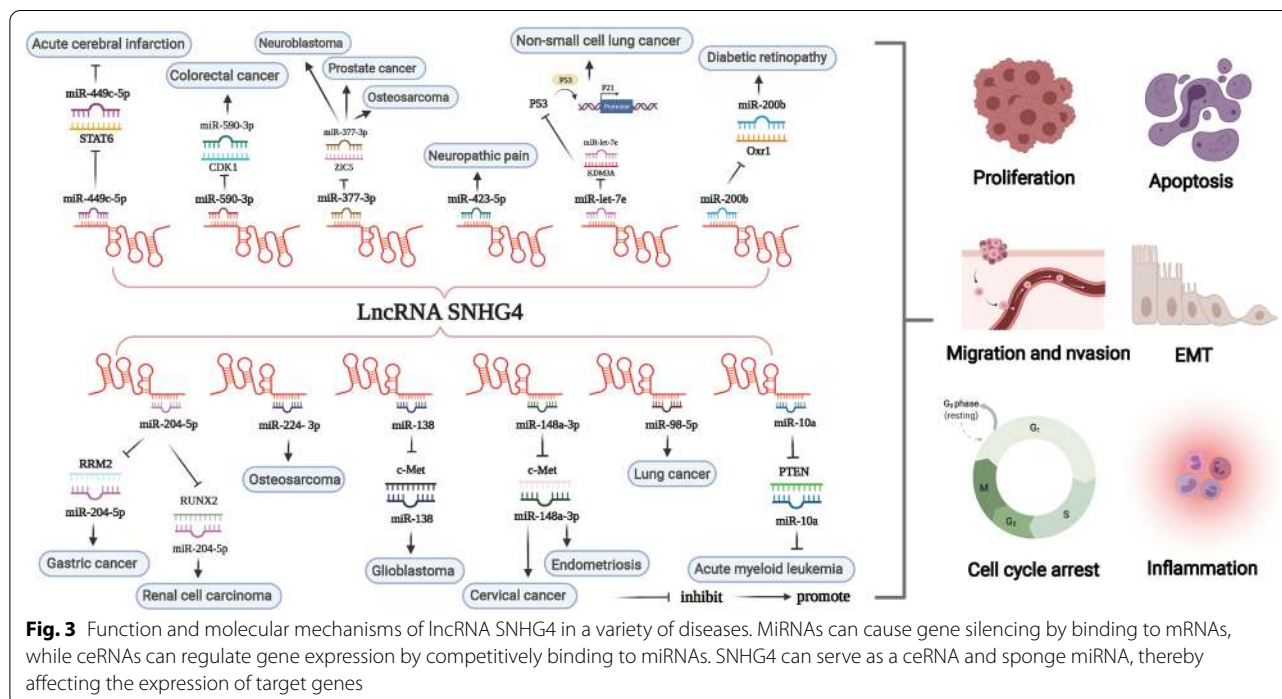 Acute cerebral infarction
miR-449c-5p
STAT6
miR-449c-5p
Colorectal cancer
miR-590-3p
CDK1
miR-590-3p
Neuroblastoma
Prostate cancer
Osteosarcoma
miR-377-3p
ZIC5
miR-377-3p
Neuropathic pain
miR-423-5p
Non-small cell lung cancer
P53
P21
Promoter
P53
miR-let-7e
KDM3A
miR-let-7e
Diabetic retinopathy
miR-200b
Oxr1
miR-200b
LncRNA SNHG4
miR-204-5p
RRM2
miR-204-5p
Gastric cancer
RUNX2
miR-204-5p
Renal cell carcinoma
miR-224- 3p
Osteosarcoma
miR-138
c-Met
miR-138
Glioblastoma
miR-148a-3p
c-Met
miR-148a-3p
Endometriosis
Cervical cancer
miR-98-5p
Lung cancer
miR-10a
PTEN
miR-10a
Acute myeloid leukemia
inhibit
promote
Proliferation
Apoptosis
Migration and nvasion
EMT
G₀ phase
(resting)
G₁
M
G₂
S
Cell cycle arrest
Inflammation
Fig. 3 Function and molecular mechanisms of lncRNA SNHG4 in a variety of diseases. MiRNAs can cause gene silencing by binding to mRNAs,
while ceRNAs can regulate gene expression by competitively binding to miRNAs. SNHG4 can serve as a ceRNA and sponge miRNA, thereby
affecting the expression of target genes